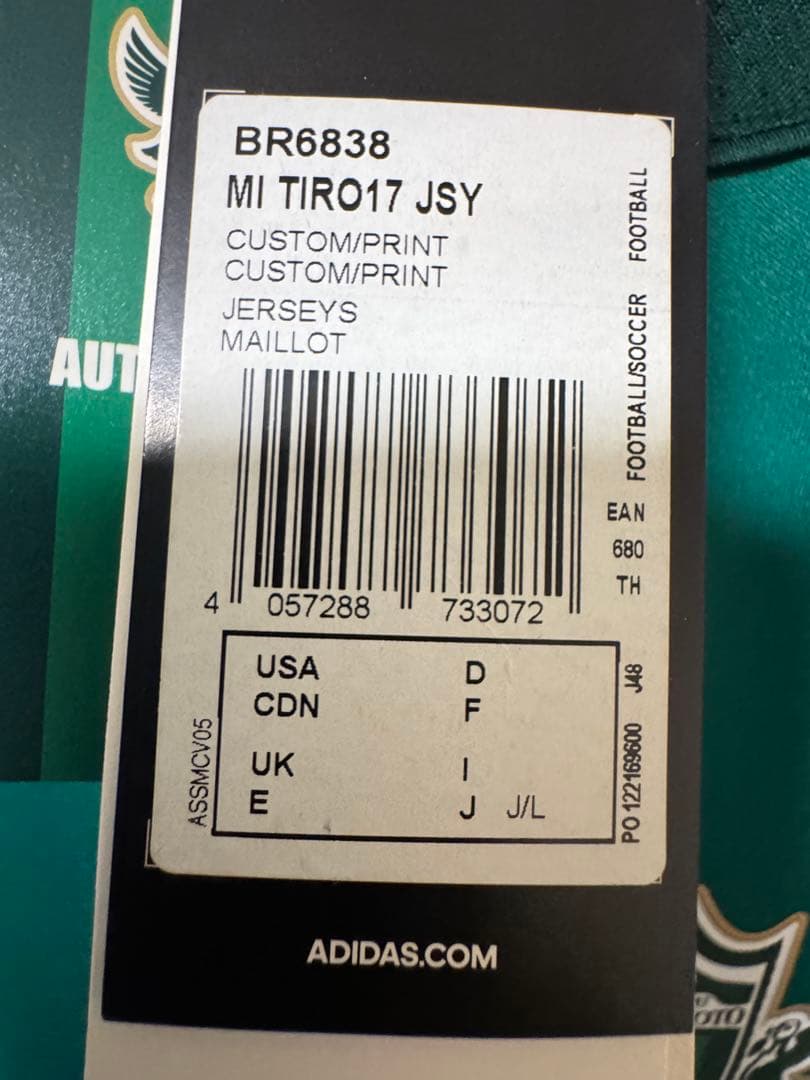 BR6838
MI TIRO17 JSY
CUSTOM/PRINT
CUSTOM/PRINT
JERSEYS
MAILLOT
FOOTBALL/SOCCER FOOTBALL
AUT
EAN
680
TH
4 057288 733072
USA D
CDN F
UK I
E J J/L
ASSMCV05
PO 122169600 J48
ADIDAS.COM